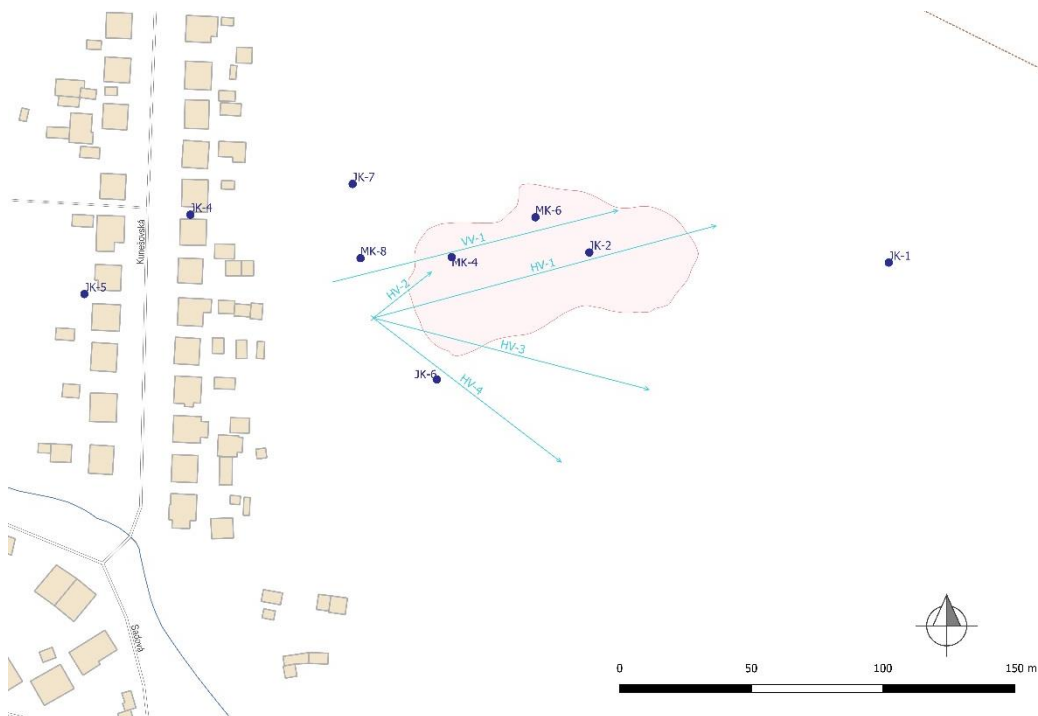 JK-7
JK-4
MK-6
VV-1
Kunešovská
MK-8
MK-4
JK-2
HV-1
JK-1
JK-5
HV-2
HV-3
JK-6
HV-4
Sadová
0 50 100 150 m